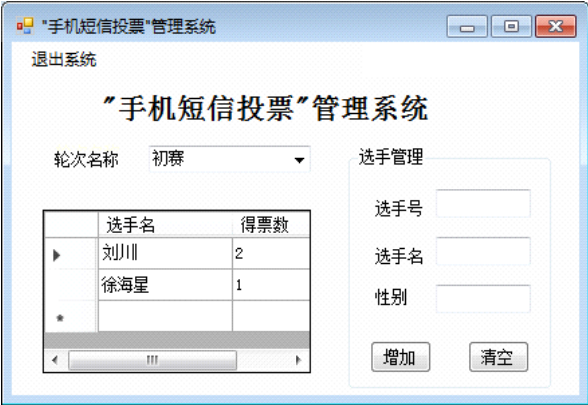 "手机短信投票"管理系统
退出系统
"手机短信投票"管理系统
轮次名称 初赛
选手管理
选手号
选手名 得票数
刘川 2
徐海星 1
选手名
性别
增加 清空